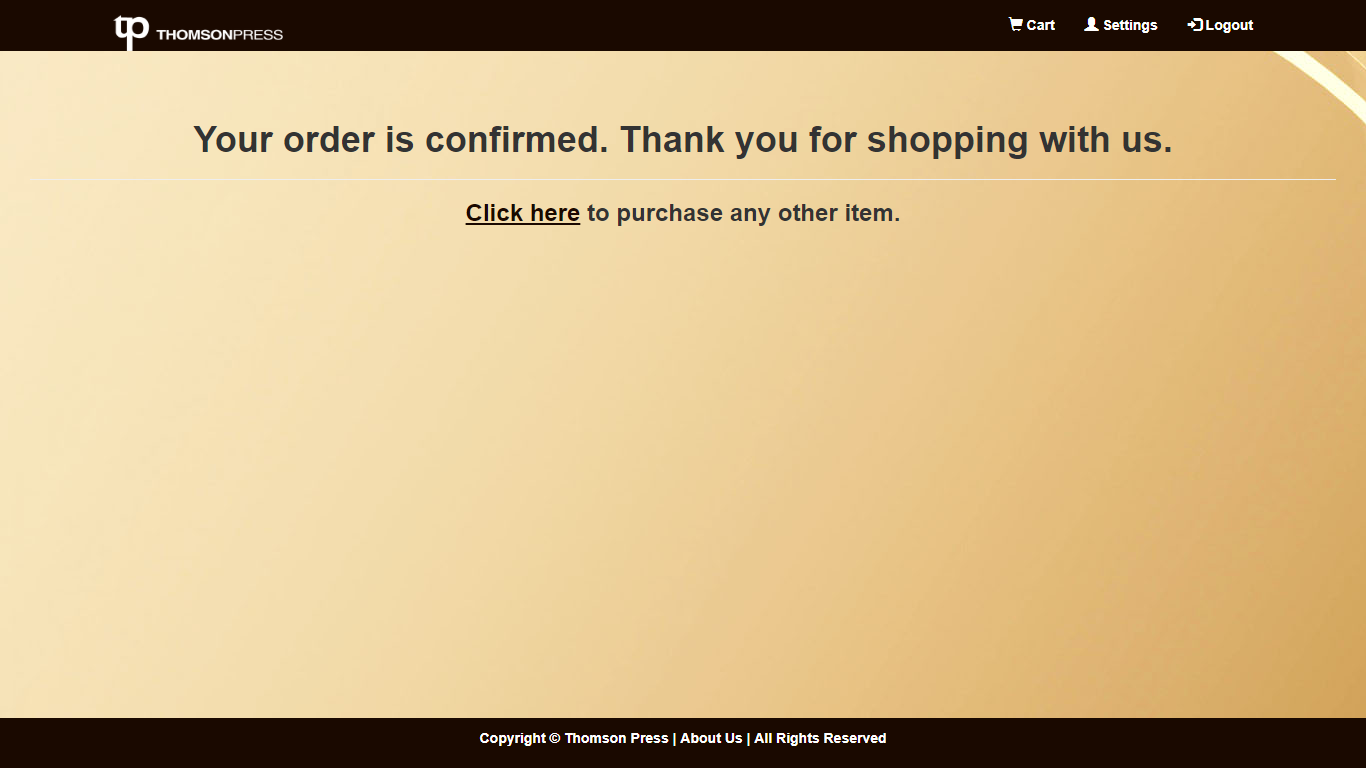 tp THOMSONPRESS Cart Settings Logout
Your order is confirmed. Thank you for shopping with us.
Click here to purchase any other item.
Copyright © Thomson Press | About Us | All Rights Reserved